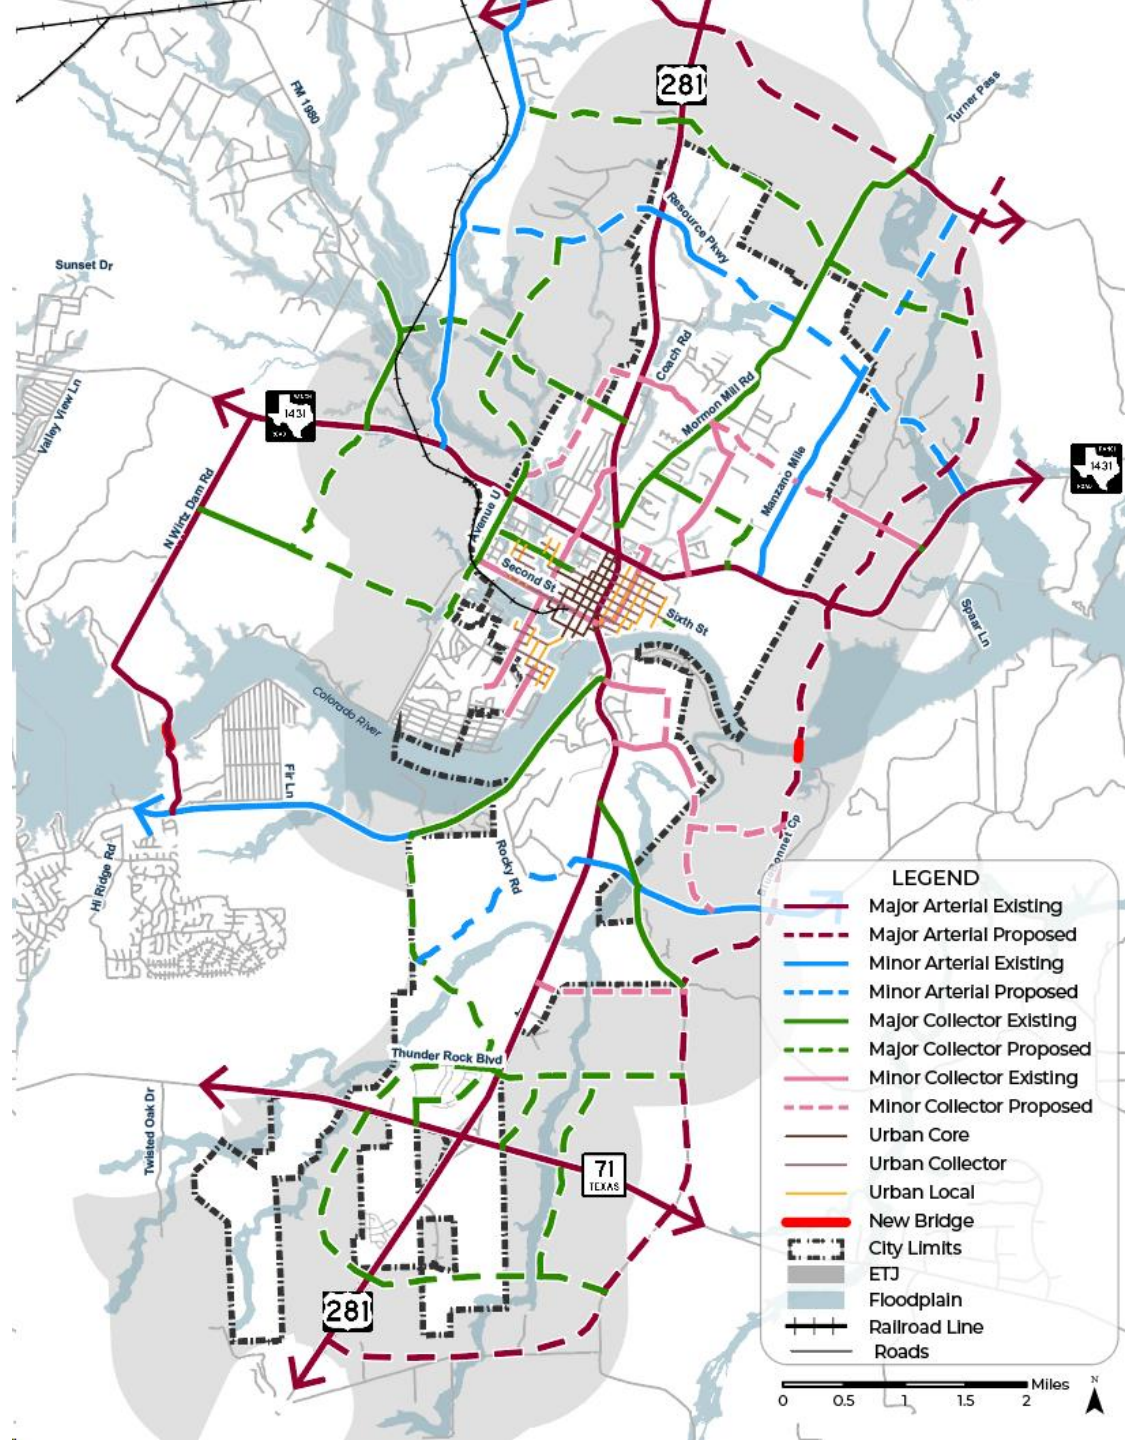 281
Turner Pass
FM 1980
Resource Pkwy
Sunset Dr
Coach Rd
Valley View Ln
1431
Mormon Mill Rd
1431
Manzano Mile
N Wirtz Dam Rd
Avenue U
Second St
Sixth St
Spaar Ln
Colorado River
Fir Ln
Hi Ridge Rd
Rocky Rd
LEGEND
Major Arterial Existing
Major Arterial Proposed
Minor Arterial Existing
Minor Arterial Proposed
Major Collector Existing
Major Collector Proposed
Minor Collector Existing
Minor Collector Proposed
Urban Core
Urban Collector
Urban Local
New Bridge
City Limits
ETJ
Floodplain
Railroad Line
Roads
Thunder Rock Blvd
Twisted Oak Dr
71
TEXAS
281
Miles
0 0.5 1 1.5 2
N